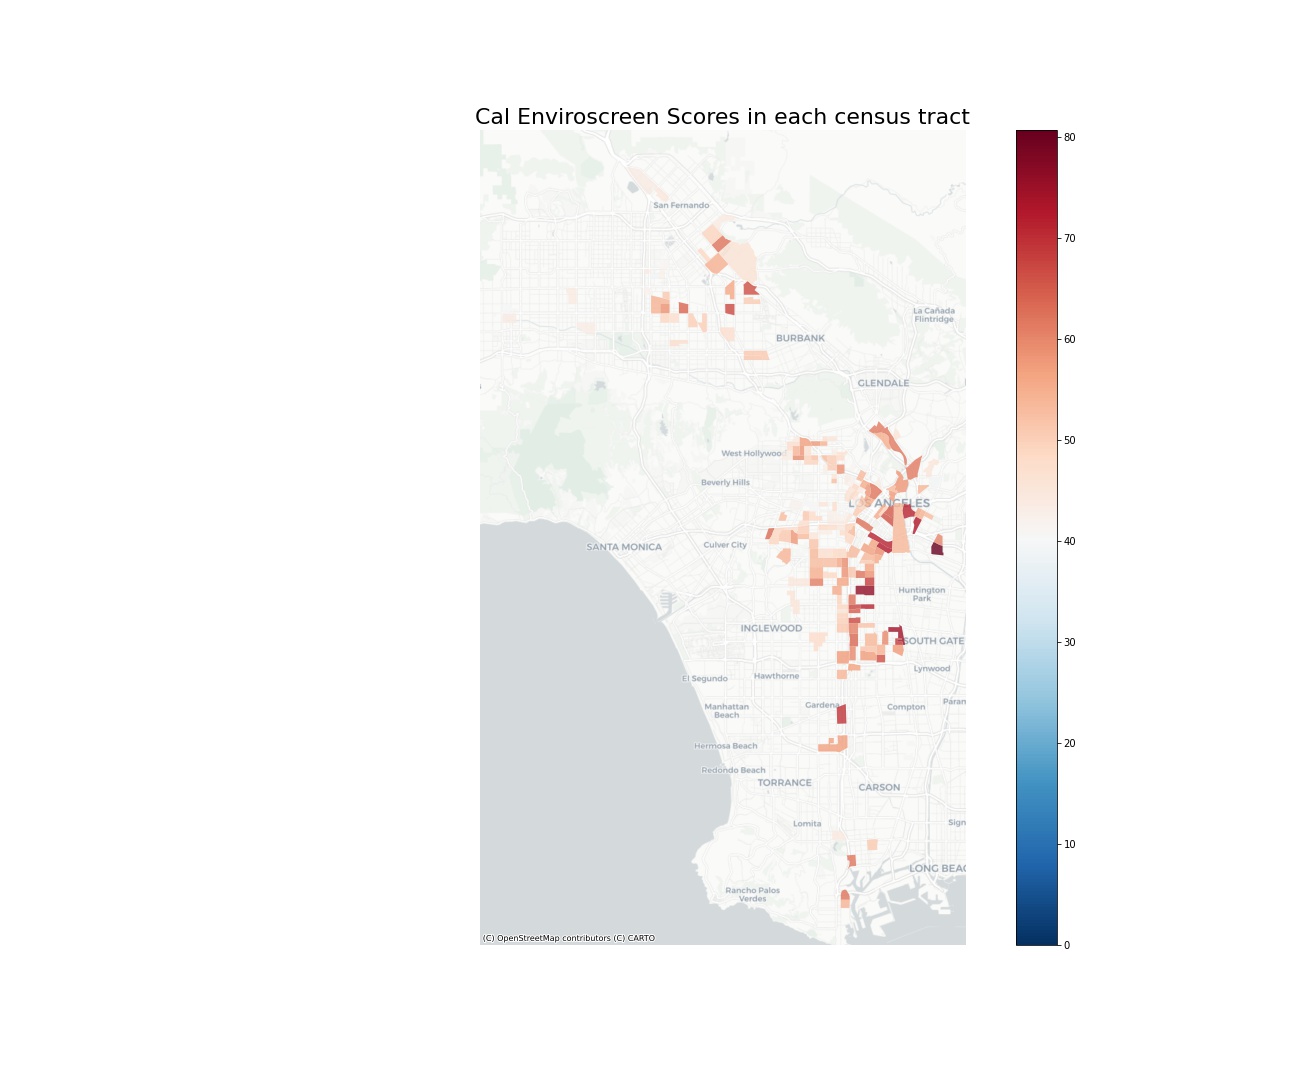 Cal Enviroscreen Scores in each census tract
San Fernando
La Cañada
Flintridge
BURBANK
GLENDALE
West Hollywoo
Beverly Hills
LOS ANGELES
SANTA MONICA
Culver City
Huntington
Park
INGLEWOOD
SOUTH GATE
Lynwood
El Segundo
Hawthorne
Manhattan
Beach
Gardena
Compton
Param
Hermosa Beach
Redondo Beach
TORRANCE
CARSON
Lomita
Sign
LONG BEAC
Rancho Palos
Verdes
(C) OpenStreetMap contributors (C) CARTO
80
70
60
50
40
30
20
10
0